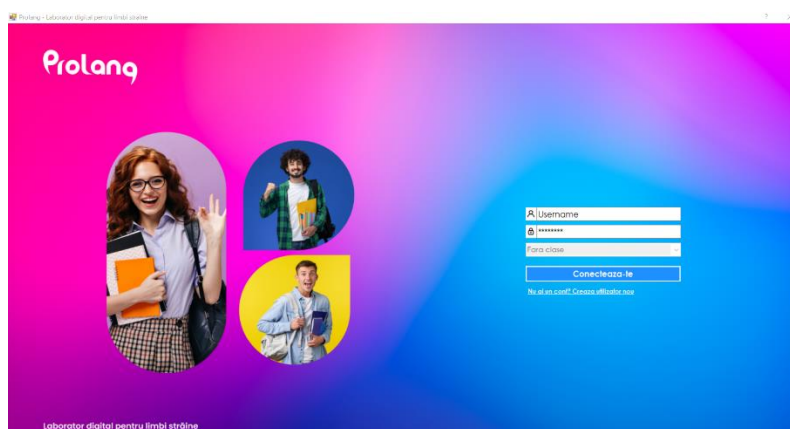 Prolang - Laborator digital pentru limbi straine
?
Prolang
Username
********
Fara clase
Conecteaza-te
Nu ai un cont? Creaza utilizator nou
Laborator digital pentru limbi străine